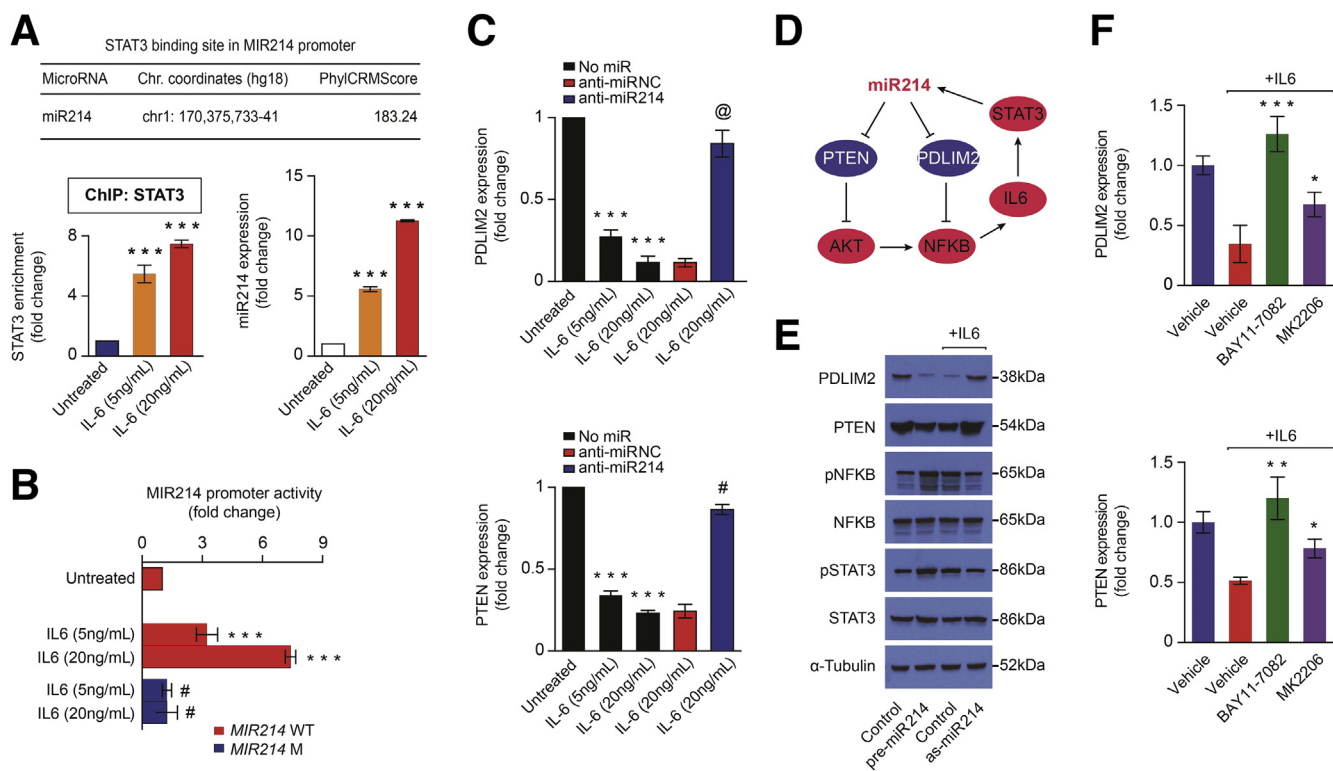 A
STAT3 binding site in MIR214 promoter
MicroRNA Chr. coordinates (hg18) PhylCRMScore
miR214 chr1: 170,375,733-41 183.24
ChIP: STAT3
STAT3 enrichment
(fold change)
8
4
0
* * *
* * *
Untreated
IL-6 (5ng/mL)
IL-6 (20ng/mL)
miR214 expression
(fold change)
15
10
5
0
* * *
* * *
Untreated
IL-6 (5ng/mL)
IL-6 (20ng/mL)
B
MIR214 promoter activity
(fold change)
0 3 6 9
Untreated
IL6 (5ng/mL) * * *
IL6 (20ng/mL) * * *
IL6 (5ng/mL) #
IL6 (20ng/mL) #
MIR214 WT
MIR214 M
C
No miR
anti-miRNC
anti-miR214
PDLIM2 expression
(fold change)
1
0.5
0
* * *
* * *
@
Untreated
IL-6 (5ng/mL)
IL-6 (20ng/mL)
IL-6 (20ng/mL)
IL-6 (20ng/mL)
No miR
anti-miRNC
anti-miR214
PTEN expression
(fold change)
1
0.5
0
* * *
* * *
#
Untreated
IL-6 (5ng/mL)
IL-6 (20ng/mL)
IL-6 (20ng/mL)
IL-6 (20ng/mL)
D
miR214
STAT3
PTEN
PDLIM2
IL6
AKT
NFKB
E
+IL6
PDLIM2 38kDa
PTEN 54kDa
pNFKB 65kDa
NFKB 65kDa
pSTAT3 86kDa
STAT3 86kDa
α-Tubulin 52kDa
Control
pre-miR214
Control
as-miR214
F
+IL6
PDLIM2 expression
(fold change)
1.5
1.0
0.5
0
* * *
*
Vehicle
Vehicle
BAY11-7082
MK2206
+IL6
PTEN expression
(fold change)
1.5
1.0
0.5
0
* *
*
Vehicle
Vehicle
BAY11-7082
MK2206